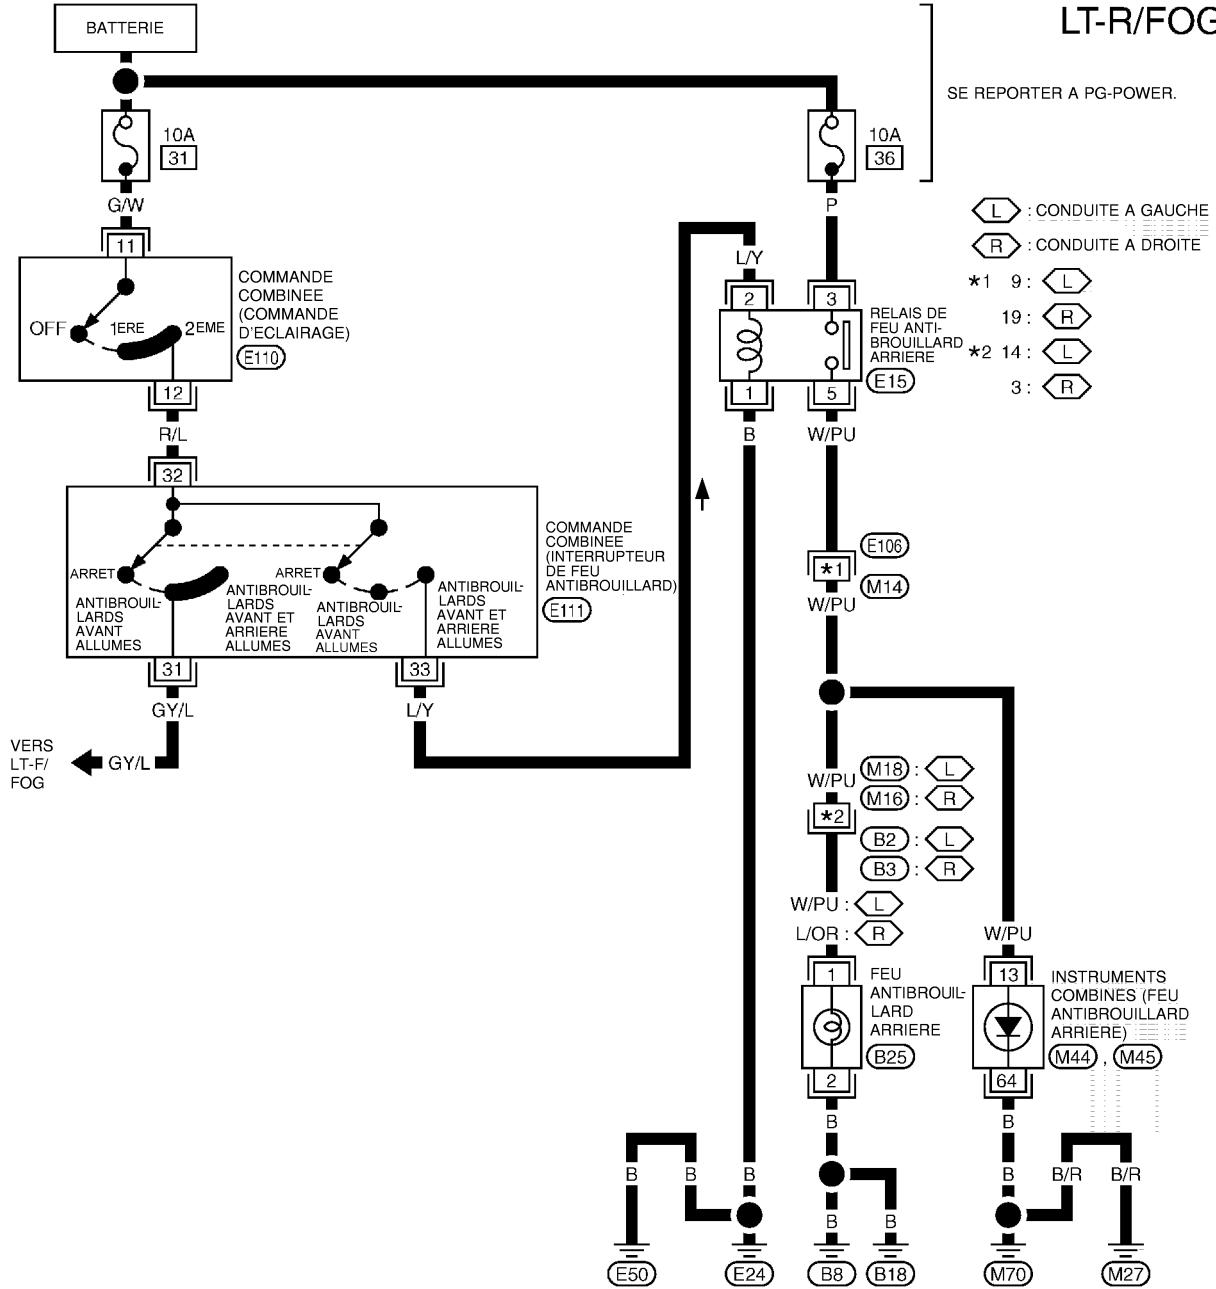 LT-R/FOG
BATTERIE
SE REPORTER A PG-POWER.
10A
31
10A
36
G/W
P
L : CONDUITE A GAUCHE
R : CONDUITE A DROITE
*1 9 : L
19 : R
*2 14 : L
3 : R
11
COMMANDE
COMBINEE
(COMMANDE
D'ECLAIRAGE)
E110
OFF
1ERE
2EME
12
R/L
L/Y
2
3
RELAIS DE
FEU ANTI-
BROUILLARD
ARRIERE
E15
1
5
B
W/PU
32
COMMANDE
COMBINEE
(INTERRUPTEUR
DE FEU
ANTIBROUILLARD)
E111
ARRET
ANTIBROUIL-
LARDS
AVANT
ALLUMES
ANTIBROUIL-
LARDS
AVANT ET
ARRIERE
ALLUMES
ARRET
ANTIBROUIL-
LARDS
AVANT
ALLUMES
ANTIBROUIL-
LARDS
AVANT ET
ARRIERE
ALLUMES
31
33
GY/L
L/Y
VERS
LT-F/
FOG
GY/L
E106
*1
M14
W/PU
W/PU
M18 : L
M16 : R
*2
B2 : L
B3 : R
W/PU : L
L/OR : R
W/PU
1
FEU
ANTIBROUIL-
LARD
ARRIERE
B25
2
13
INSTRUMENTS
COMBINES (FEU
ANTIBROUILLARD
ARRIERE)
M44 , M45
64
B
B
B
B
B
B
B
B/R
B/R
B
B
E50
E24
B8
B18
M70
M27